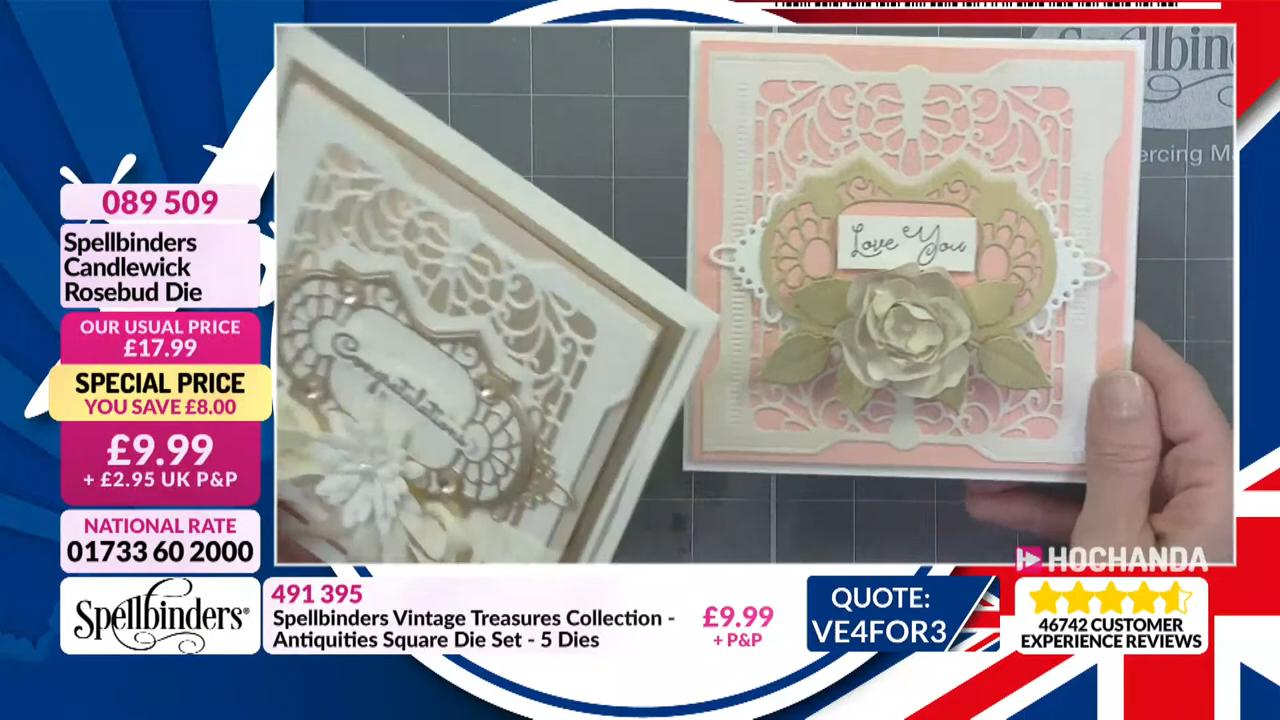 089 509
Spellbinders
Candlewick
Rosebud Die
OUR USUAL PRICE
£17.99
SPECIAL PRICE
YOU SAVE £8.00
£9.99
+ £2.95 UK P&P
NATIONAL RATE
01733 60 2000
Spellbinders®
491 395
Spellbinders Vintage Treasures Collection -
Antiquities Square Die Set - 5 Dies
£9.99
+ P&P
QUOTE:
VE4FOR3
HOCHANDA
46742 CUSTOMER
EXPERIENCE REVIEWS
Love You